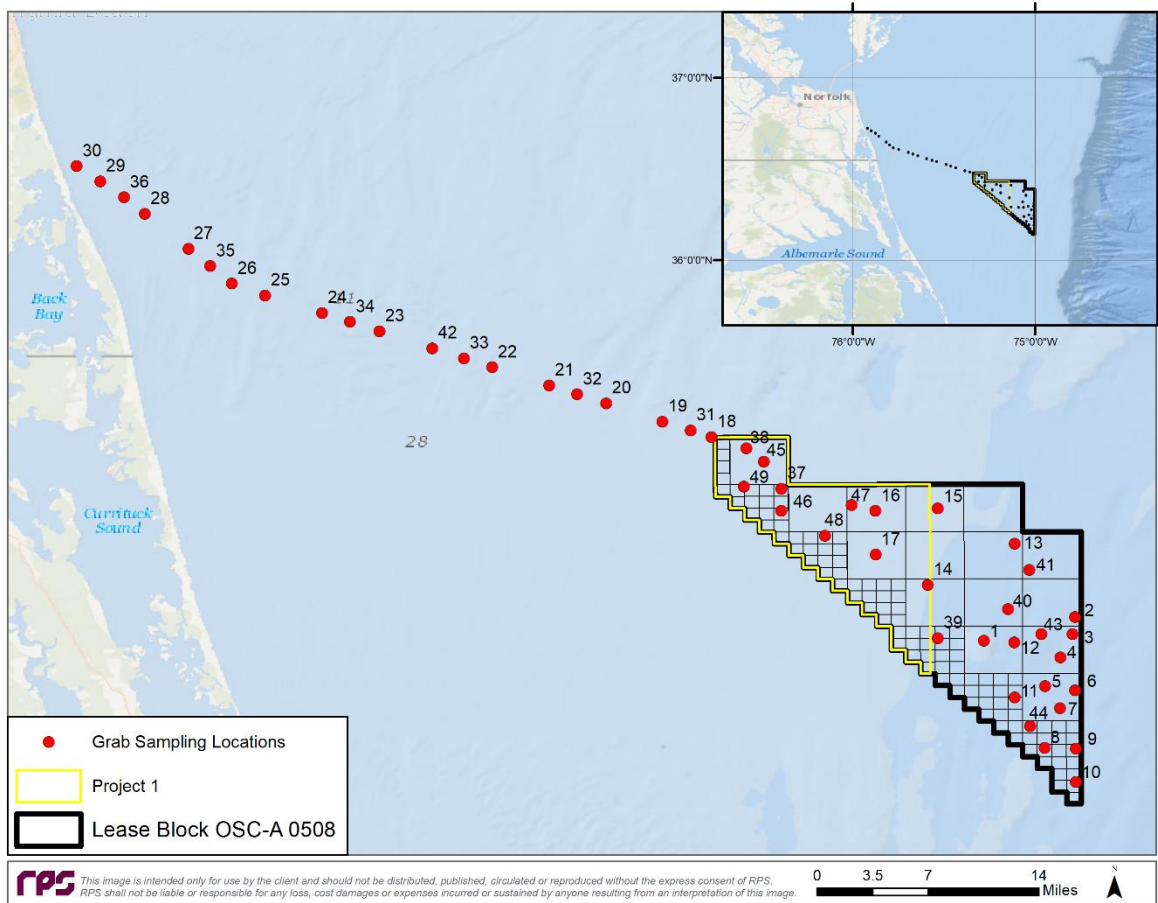 37°0'0"N
Norfolk
36°0'0"N
Albemarle Sound
76°0'0"W
75°0'0"W
30
29
36
28
27
35
26
25
24
34
23
42
33
22
21
32
20
19
31
18
Back
Bay
28
Currituck
Sound
38
45
49
37
46
47
16
15
48
17
13
41
14
40
2
39
1
12
43
3
4
11
5
6
7
44
8
9
10
Grab Sampling Locations
Project 1
Lease Block OSC-A 0508
RPS
This image is intended only for use by the client and should not be distributed, published, circulated or reproduced without the express consent of RPS.
RPS shall not be liable or responsible for any loss, cost damages or expenses incurred or sustained by anyone resulting from an interpretation of this image.
0 3.5 7 14
Miles
N